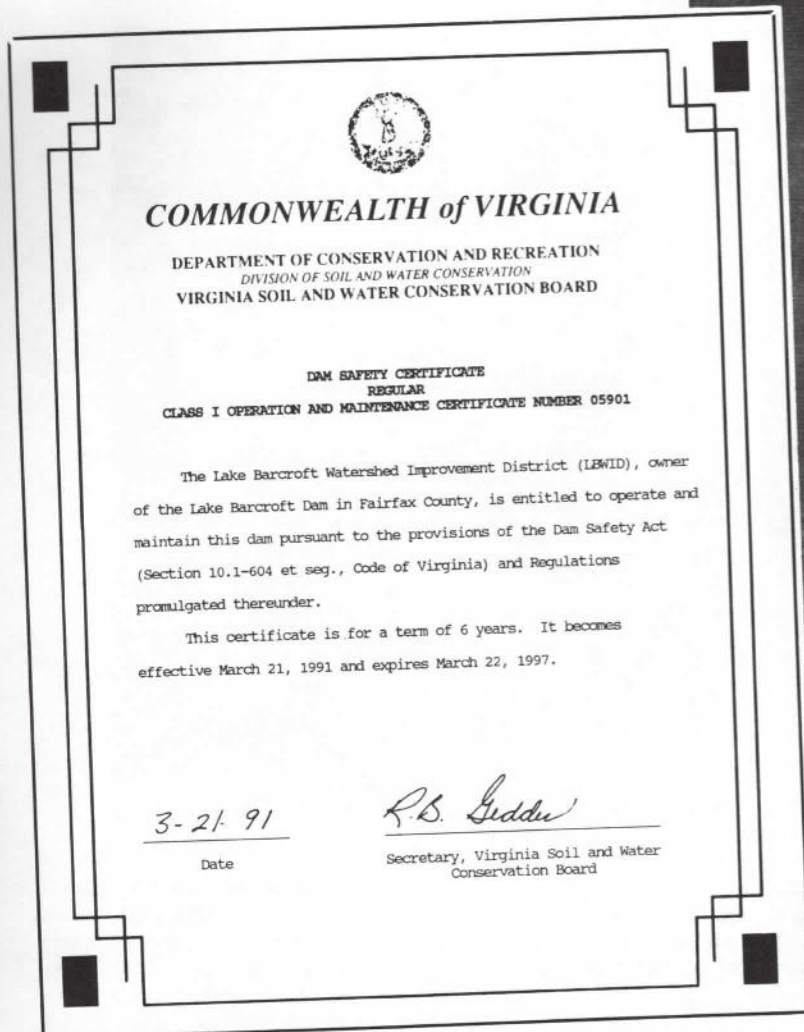 COMMONWEALTH of VIRGINIA
DEPARTMENT OF CONSERVATION AND RECREATION
DIVISION OF SOIL AND WATER CONSERVATION
VIRGINIA SOIL AND WATER CONSERVATION BOARD
DAM SAFETY CERTIFICATE
REGULAR
CLASS I OPERATION AND MAINTENANCE CERTIFICATE NUMBER 05901
The Lake Barcroft Watershed Improvement District (LBWID), owner
of the Lake Barcroft Dam in Fairfax County, is entitled to operate and
maintain this dam pursuant to the provisions of the Dam Safety Act
(Section 10.1-604 et seg., Code of Virginia) and Regulations
promulgated thereunder.
This certificate is for a term of 6 years. It becomes
effective March 21, 1991 and expires March 22, 1997.
3-21-91
R.B. Geddes
Date
Secretary, Virginia Soil and Water
Conservation Board